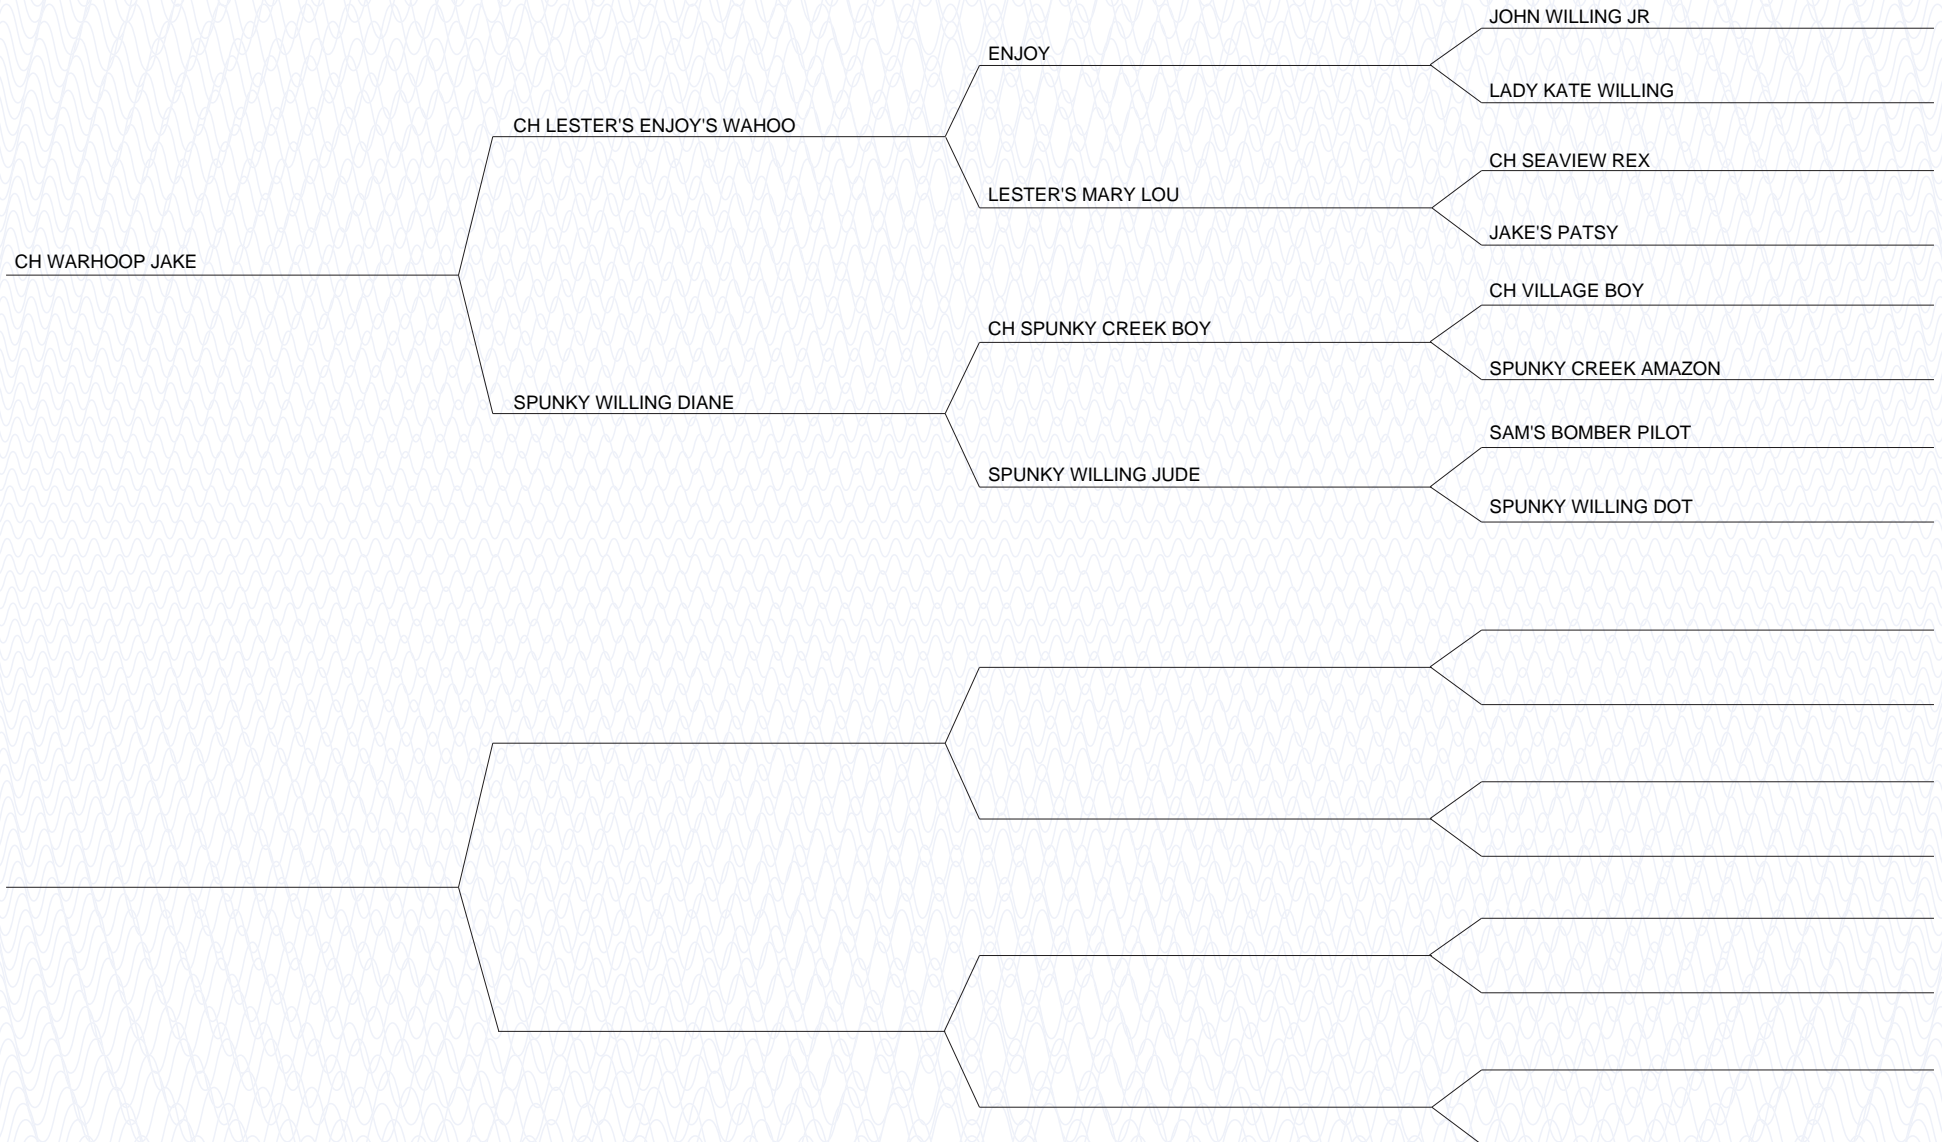 JOHN WILLING JR
ENJOY
LADY KATE WILLING
CH LESTER'S ENJOY'S WAHOO
CH SEAVIEW REX
LESTER'S MARY LOU
JAKE'S PATSY
CH WARHOOP JAKE
CH VILLAGE BOY
CH SPUNKY CREEK BOY
SPUNKY CREEK AMAZON
SPUNKY WILLING DIANE
SAM'S BOMBER PILOT
SPUNKY WILLING JUDE
SPUNKY WILLING DOT